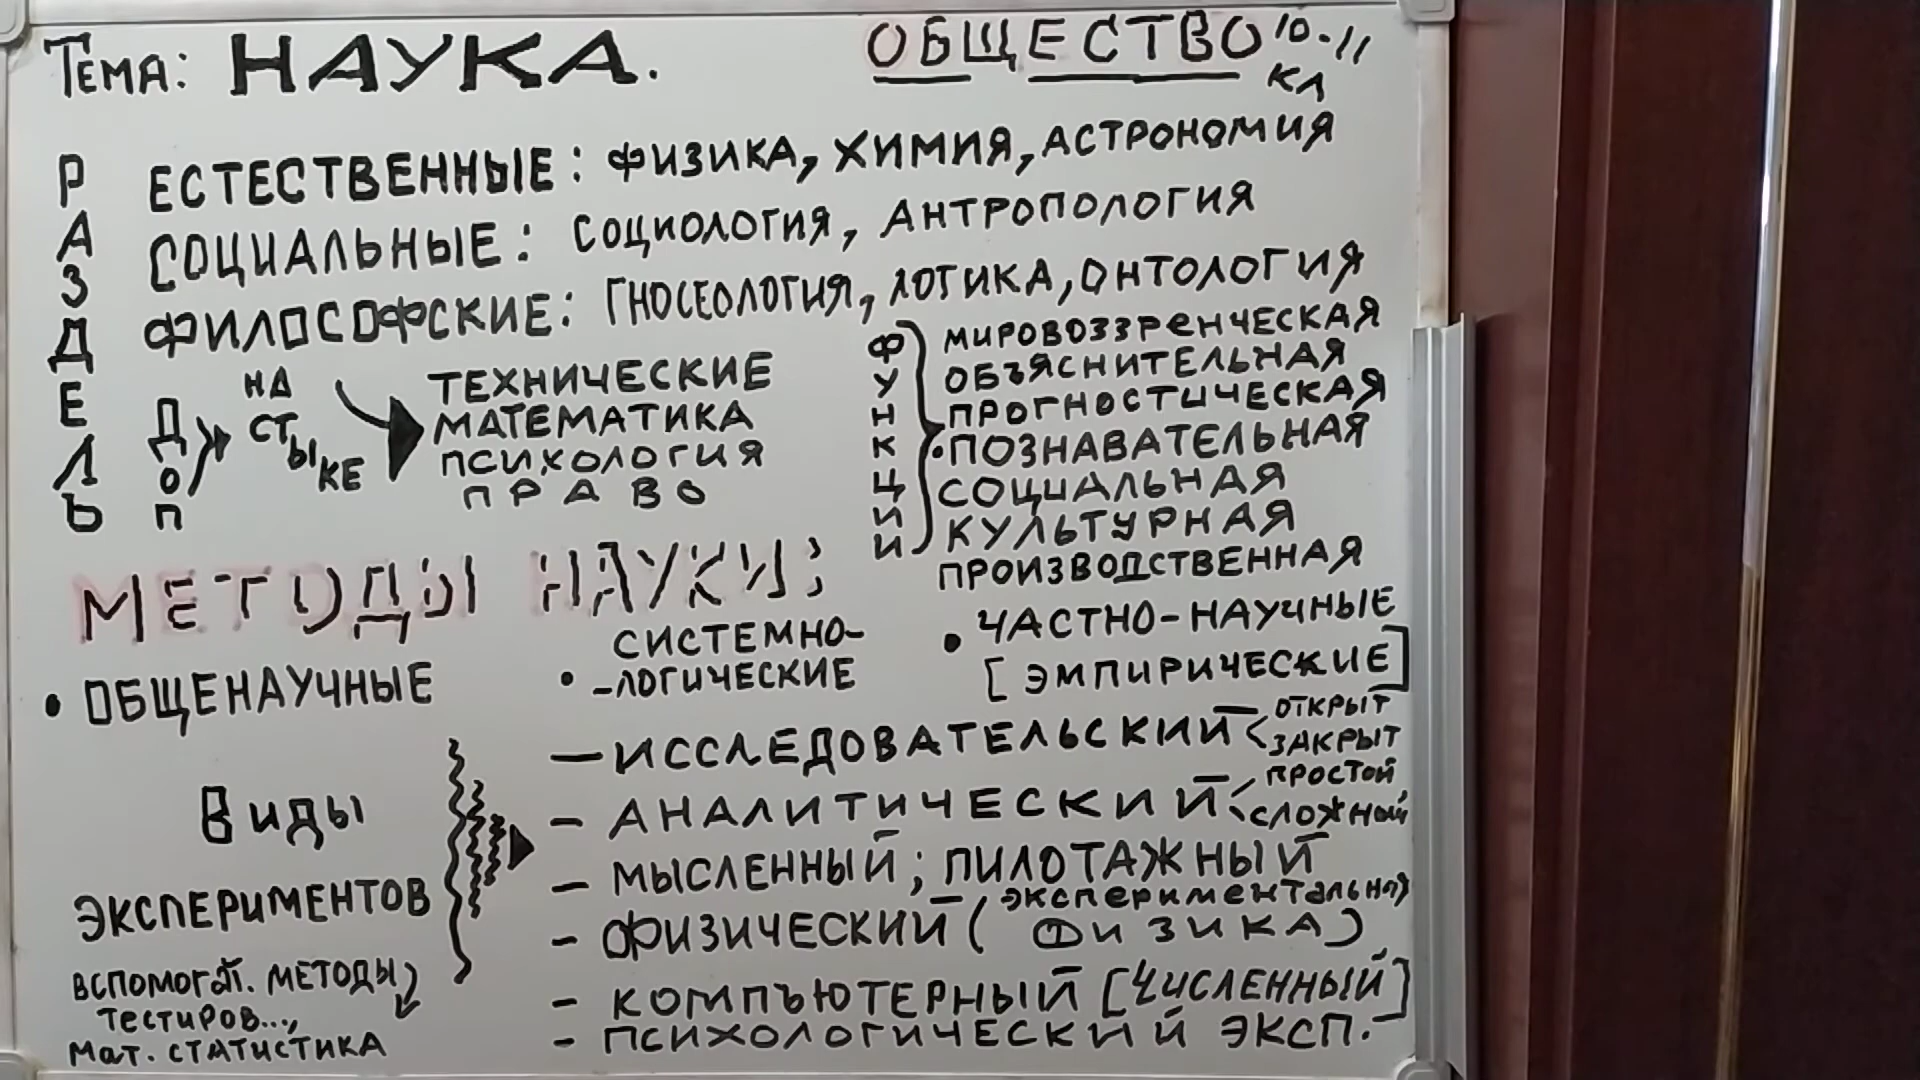 Тема: НАУКА.
ОБЩЕСТВО 10-11
КЛ
РАЗДЕЛЬ
ЕСТЕСТВЕННЫЕ: ФИЗИКА, ХИМИЯ, АСТРОНОМИЯ
СОЦИАЛЬНЫЕ: СОЦИОЛОГИЯ, АНТРОПОЛОГИЯ
ФИЛОСОФСКИЕ: ГНОСЕОЛОГИЯ, ЛОГИКА, ОНТОЛОГИЯ
ДОП
НА
СТЫКЕ
ТЕХНИЧЕСКИЕ
МАТЕМАТИКА
ПСИХОЛОГИЯ
ПРАВО
ФУНКЦИИ
МИРОВОЗЗРЕНЧЕСКАЯ
ОБЪЯСНИТЕЛЬНАЯ
ПРОГНОСТИЧЕСКАЯ
•ПОЗНАВАТЕЛЬНАЯ
СОЦИАЛЬНАЯ
КУЛЬТУРНАЯ
ПРОИЗВОДСТВЕННАЯ
МЕТОДЫ НАУКИ:
• ОБЩЕНАУЧНЫЕ
СИСТЕМНО-
• -ЛОГИЧЕСКИЕ
• ЧАСТНО-НАУЧНЫЕ
[ЭМПИРИЧЕСКИЕ]
Виды
ЭКСПЕРИМЕНТОВ
— ИССЛЕДОВАТЕЛЬСКИЙ
ОТКРЫТ
ЗАКРЫТ
— АНАЛИТИЧЕСКИЙ
ПРОСТОЙ,
СЛОЖНЫЙ
— МЫСЛЕННЫЙ; ПИЛОТАЖНЫЙ
— ФИЗИЧЕСКИЙ (экспериментальная
ФИЗИКА)
— КОМПЬЮТЕРНЫЙ [ЧИСЛЕННЫЙ]
— ПСИХОЛОГИЧЕСКИЙ ЭКСП.
ВСПОМОГАТ. МЕТОДЫ
ТЕСТИРОВ...,
Мат. СТАТИСТИКА